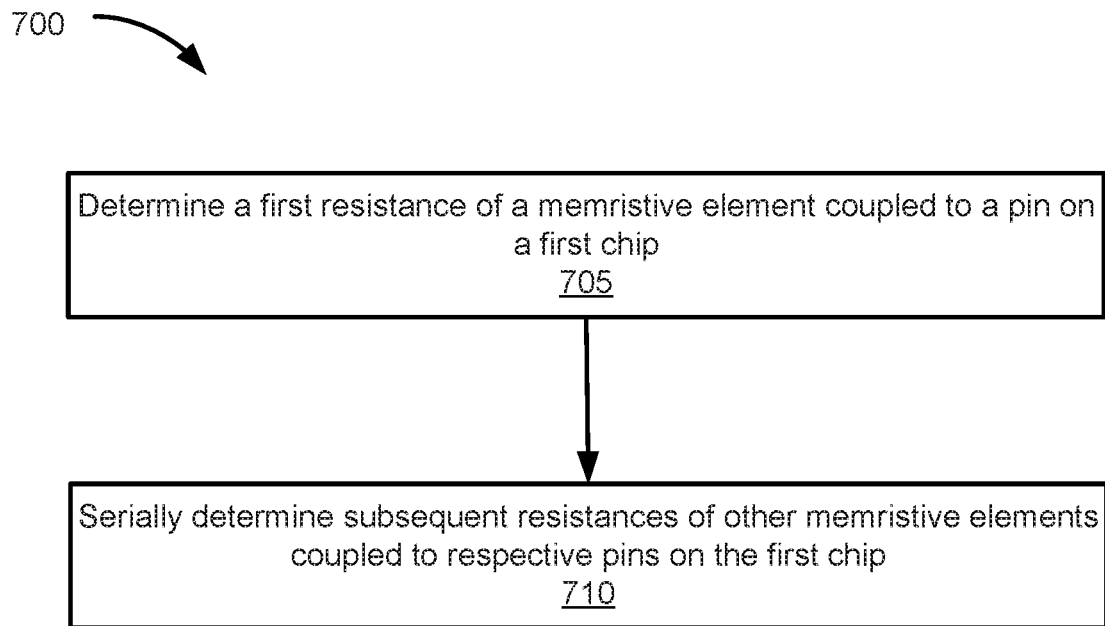 700
Determine a first resistance of a memristive element coupled to a pin on
a first chip
705
Serially determine subsequent resistances of other memristive elements
coupled to respective pins on the first chip
710